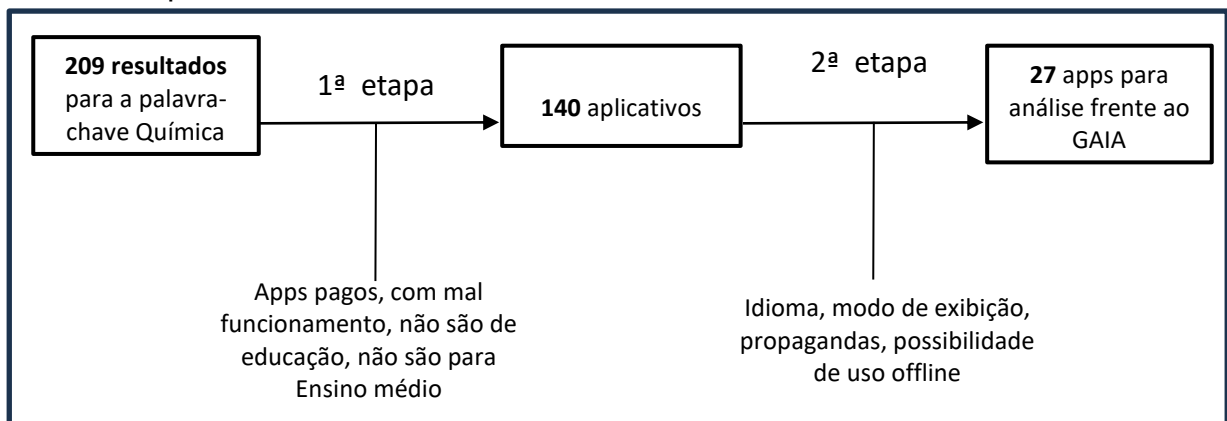 209 resultados
para a palavra-
chave Química
1ª etapa
140 aplicativos
2ª etapa
27 apps para
análise frente ao
GAIA
Apps pagos, com mal
funcionamento, não são de
educação, não são para
Ensino médio
Idioma, modo de exibição,
propagandas, possibilidade
de uso offline